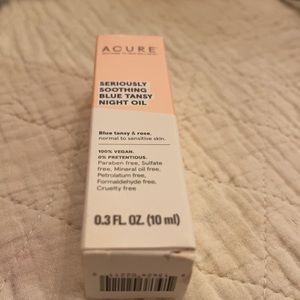 ACURE
SERIOUSLY
SOOTHING
BLUE TANSY
NIGHT OIL
Blue tansy & rose.
normal to sensitive skin.
100% VEGAN.
0% PRETENTIOUS.
Paraben free, Sulfate
free, Mineral oil free,
Petrolatum free,
Formaldehyde free,
Cruelty free
0.3 FL. OZ. (10 ml)